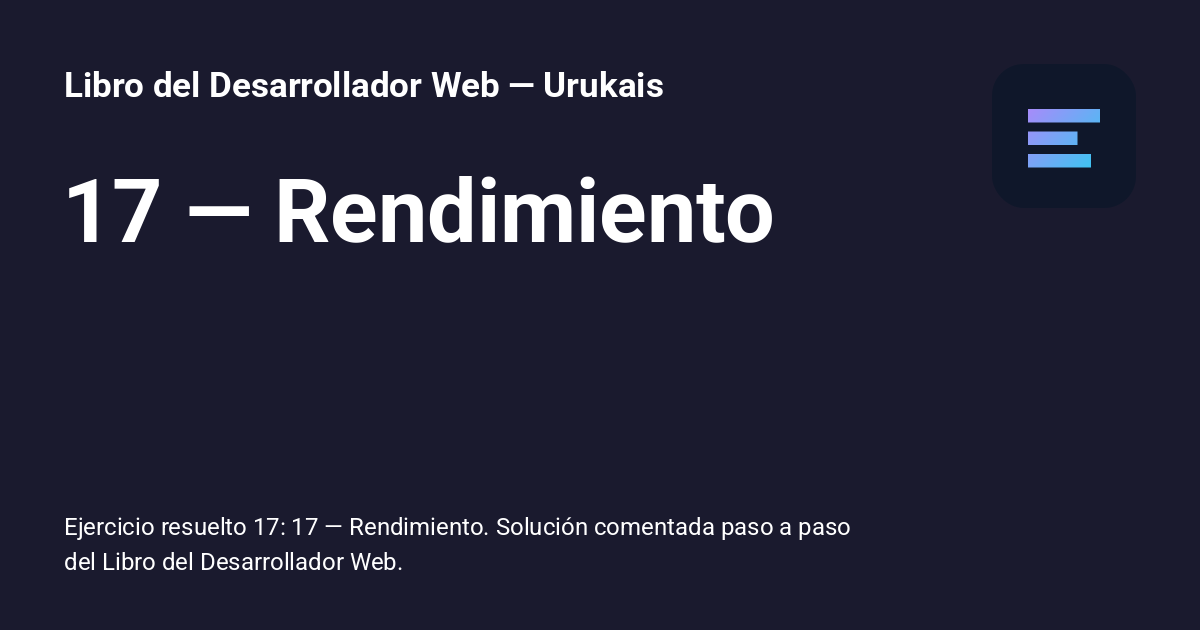 Libro del Desarrollador Web — Urukais
17 — Rendimiento
Ejercicio resuelto 17: 17 — Rendimiento. Solución comentada paso a paso
del Libro del Desarrollador Web.